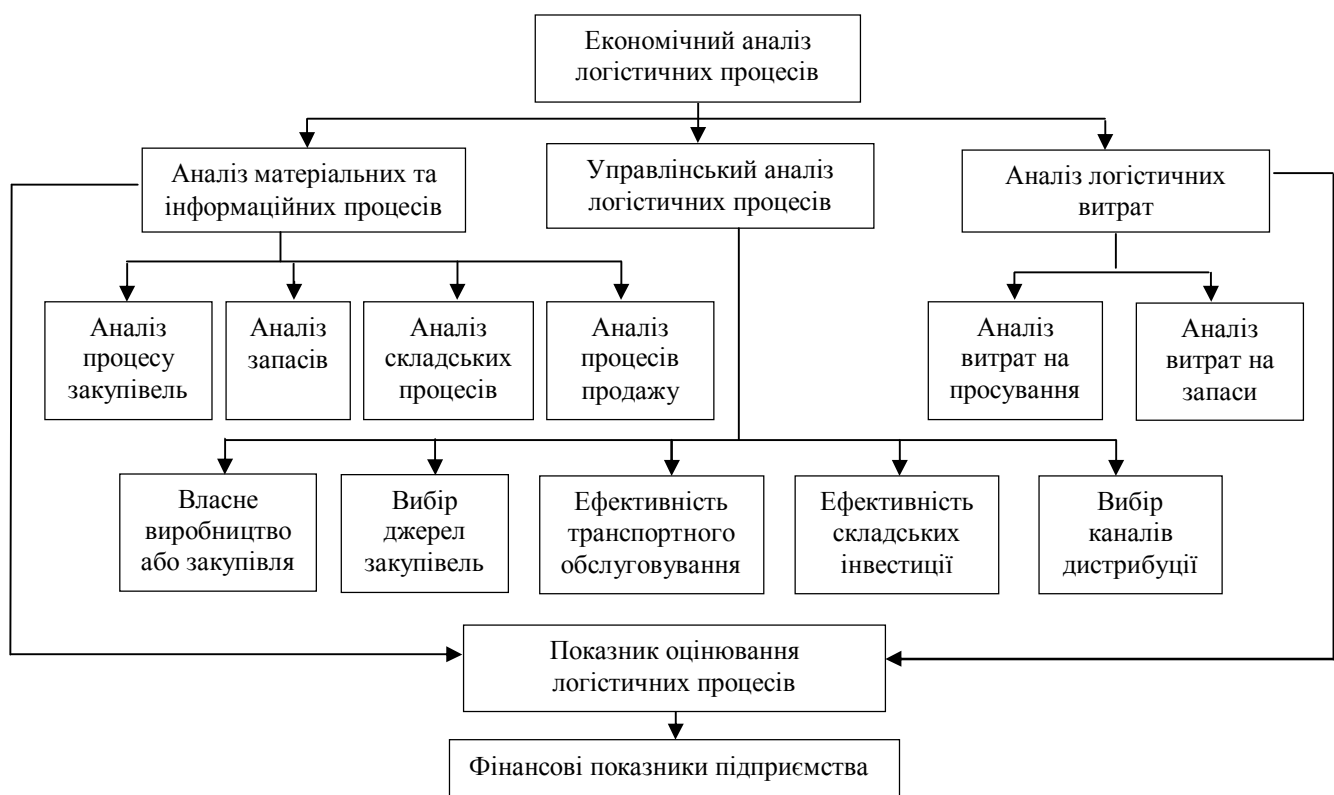 Економічний аналіз
логістичних процесів
Аналіз матеріальних та
інформаційних процесів
Управлінський аналіз
логістичних процесів
Аналіз логістичних
витрат
Аналіз
процесу
закупівель
Аналіз
запасів
Аналіз
складських
процесів
Аналіз
процесів
продажу
Аналіз
витрат на
просування
Аналіз
витрат на
запаси
Власне
виробництво
або закупівля
Вибір
джерел
закупівель
Ефективність
транспортного
обслуговування
Ефективність
складських
інвестиції
Вибір
каналів
дистрибуції
Показник оцінювання
логістичних процесів
Фінансові показники підприємства